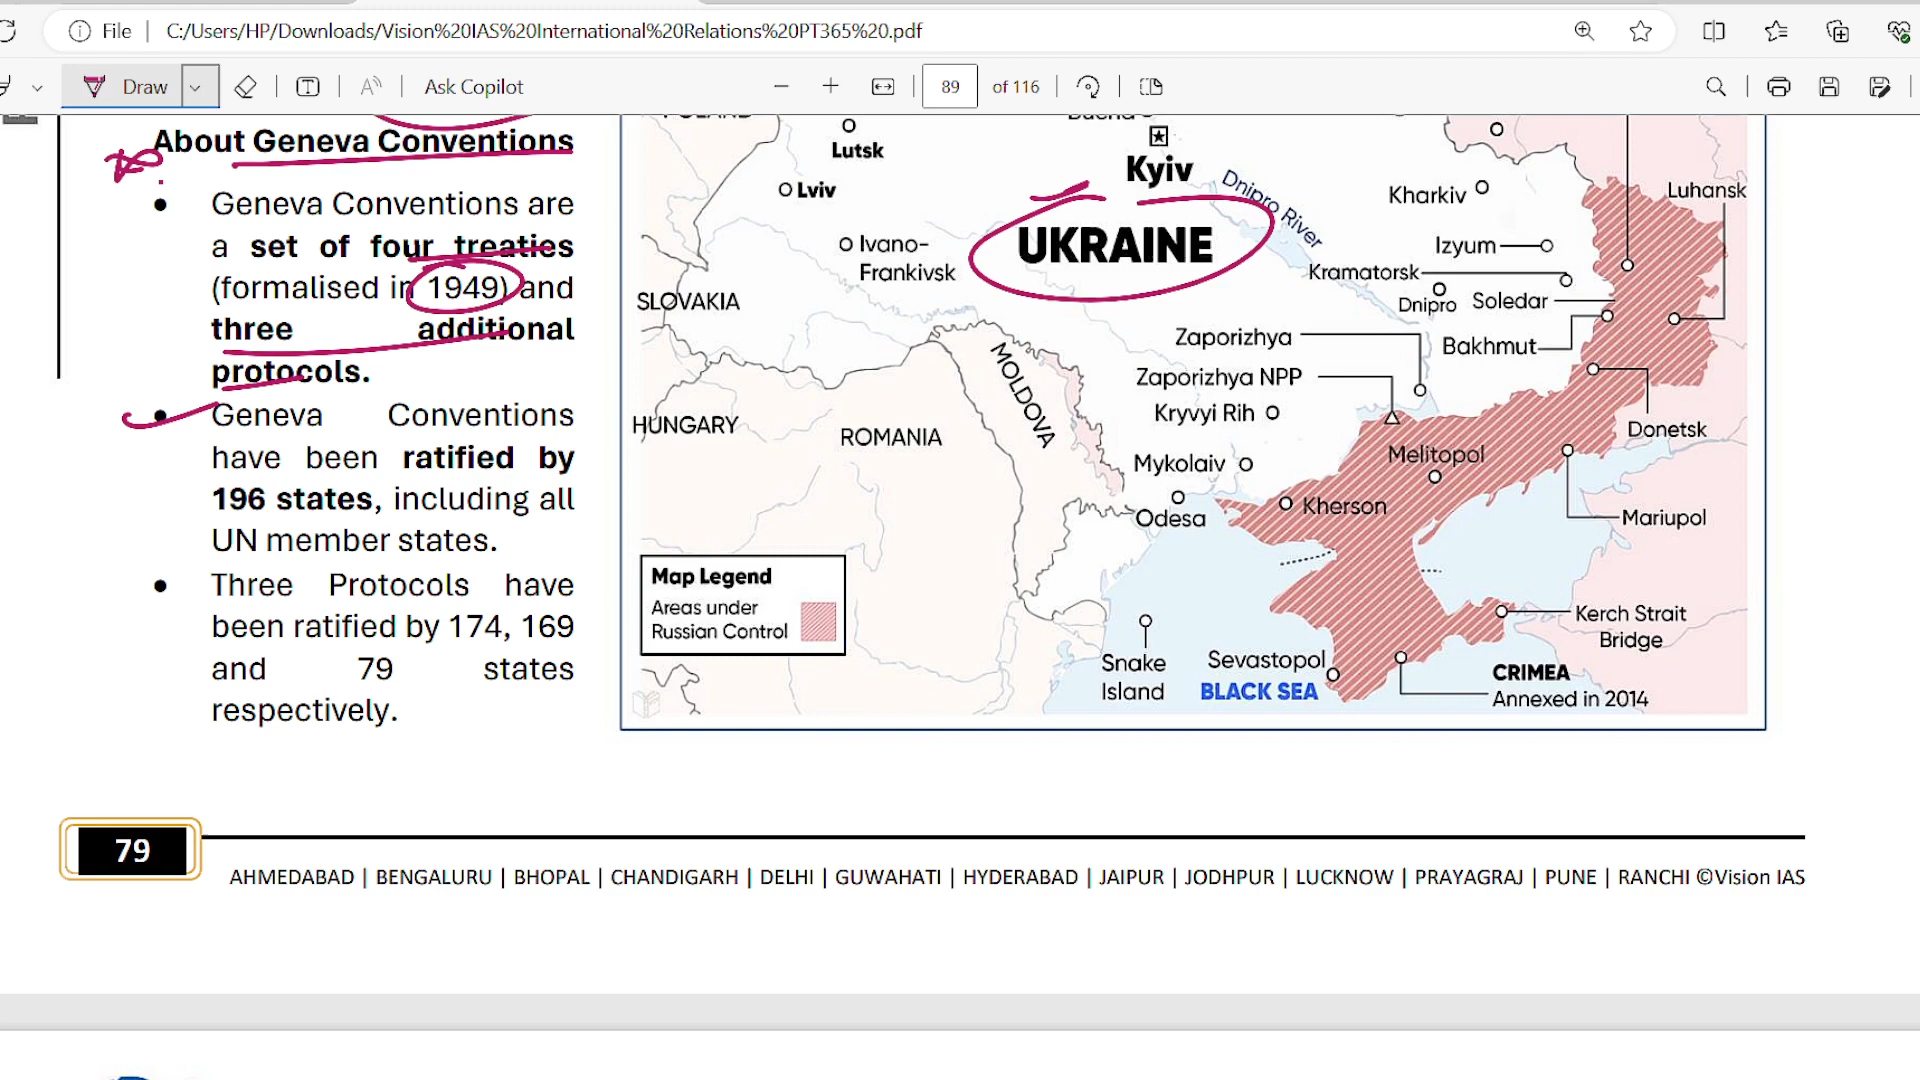 File
C:/Users/HP/Downloads/Vision%20IAS%20International%20Relations%20PT365%20.pdf
Draw
Ask Copilot
89
of 116
About Geneva Conventions
• Geneva Conventions are
a set of four treaties
(formalised in 1949) and
three additional
protocols.
• Geneva Conventions
have been ratified by
196 states, including all
UN member states.
• Three Protocols have
been ratified by 174, 169
and 79 states
respectively.
Lutsk
Kyiv
Lviv
Dnipro River
Kharkiv
Luhansk
UKRAINE
Ivano-
Frankivsk
Izyum
Kramatorsk
SLOVAKIA
Dnipro
Soledar
Zaporizhya
Bakhmut
MOLDOVA
Zaporizhya NPP
Kryvyi Rih
HUNGARY
ROMANIA
Donetsk
Melitopol
Mykolaiv
Kherson
Odesa
Mariupol
Map Legend
Areas under
Russian Control
Kerch Strait
Bridge
Snake
Island
Sevastopol
BLACK SEA
CRIMEA
Annexed in 2014
79
AHMEDABAD | BENGALURU | BHOPAL | CHANDIGARH | DELHI | GUWAHATI | HYDERABAD | JAIPUR | JODHPUR | LUCKNOW | PRAYAGRAJ | PUNE | RANCHI ©Vision IAS